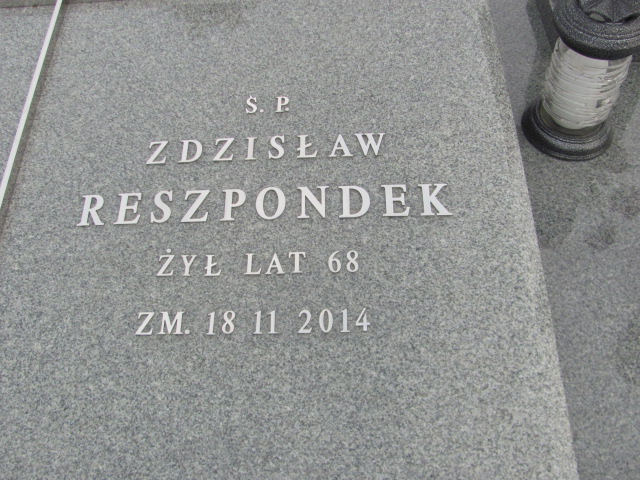 Ś. P.
ZDZISŁAW
RESZPONDEK
ŻYŁ LAT 68
ZM. 18 11 2014